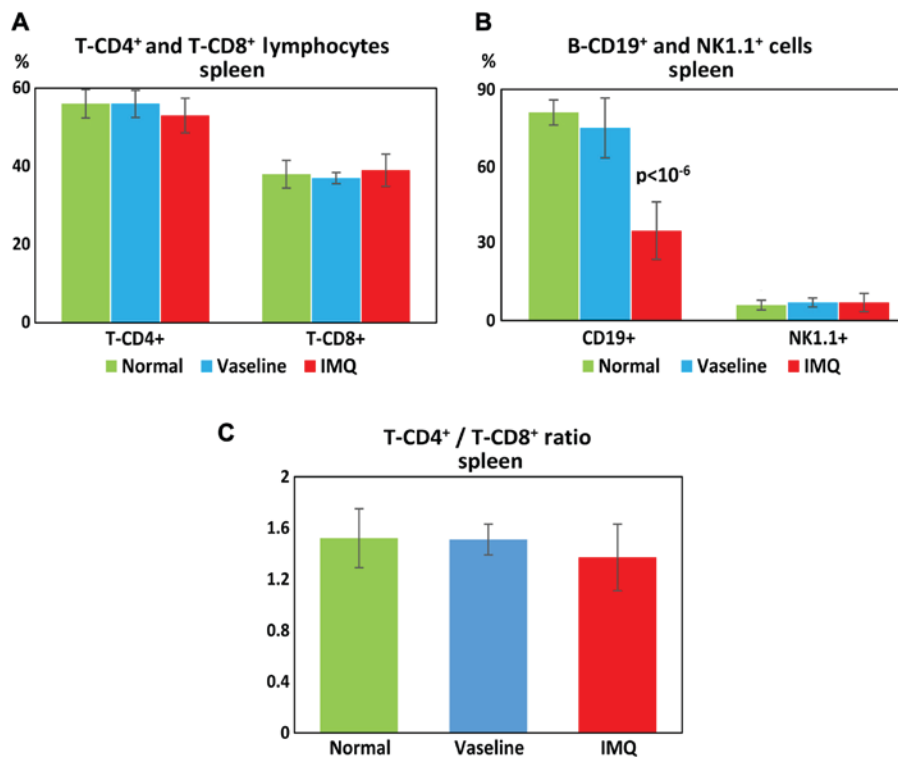 A
T-CD4⁺ and T-CD8⁺ lymphocytes
spleen
%
60
40
20
0
T-CD4+ T-CD8+
Normal Vaseline IMQ
B
B-CD19⁺ and NK1.1⁺ cells
spleen
%
90
60
30
0
p<10⁻⁶
CD19+ NK1.1+
Normal Vaseline IMQ
C
T-CD4⁺ / T-CD8⁺ ratio
spleen
2
1.6
1.2
0.8
0.4
0
Normal Vaseline IMQ